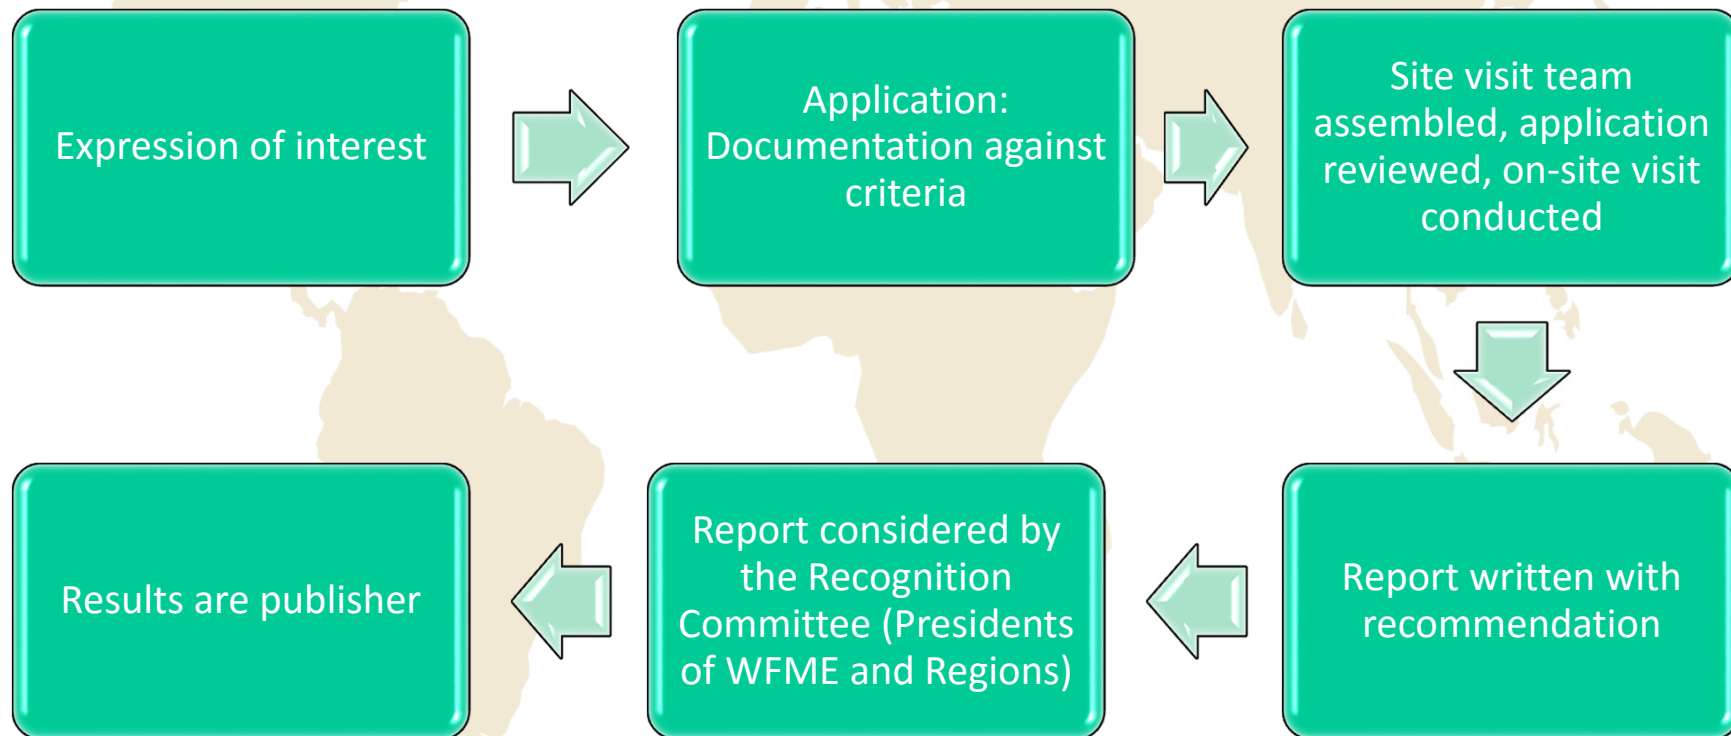 Expression of interest
Application:
Documentation against
criteria
Site visit team
assembled, application
reviewed, on-site visit
conducted
Report written with
recommendation
Report considered by
the Recognition
Committee (Presidents
of WFME and Regions)
Results are publisher